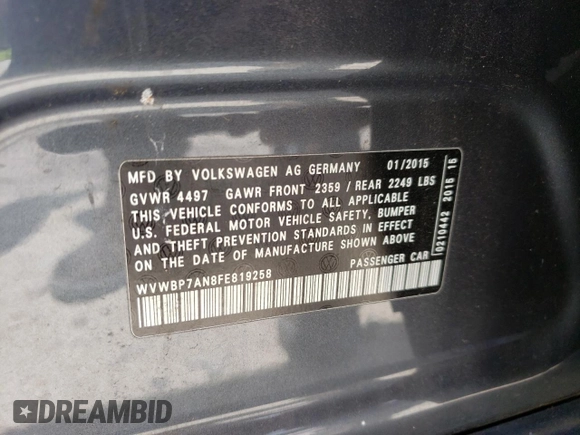 MFD BY VOLKSWAGEN AG GERMANY 01/2015
GVWR 4497 GAWR FRONT 2359 / REAR 2249 LBS
THIS VEHICLE CONFORMS TO ALL APPLICABLE
U.S. FEDERAL MOTOR VEHICLE SAFETY, BUMPER
AND THEFT PREVENTION STANDARDS IN EFFECT
ON THE DATE OF MANUFACTURE SHOWN ABOVE
WVWBP7AN8FE819258 PASSENGER CAR
0210442 2015 15
DREAMBID